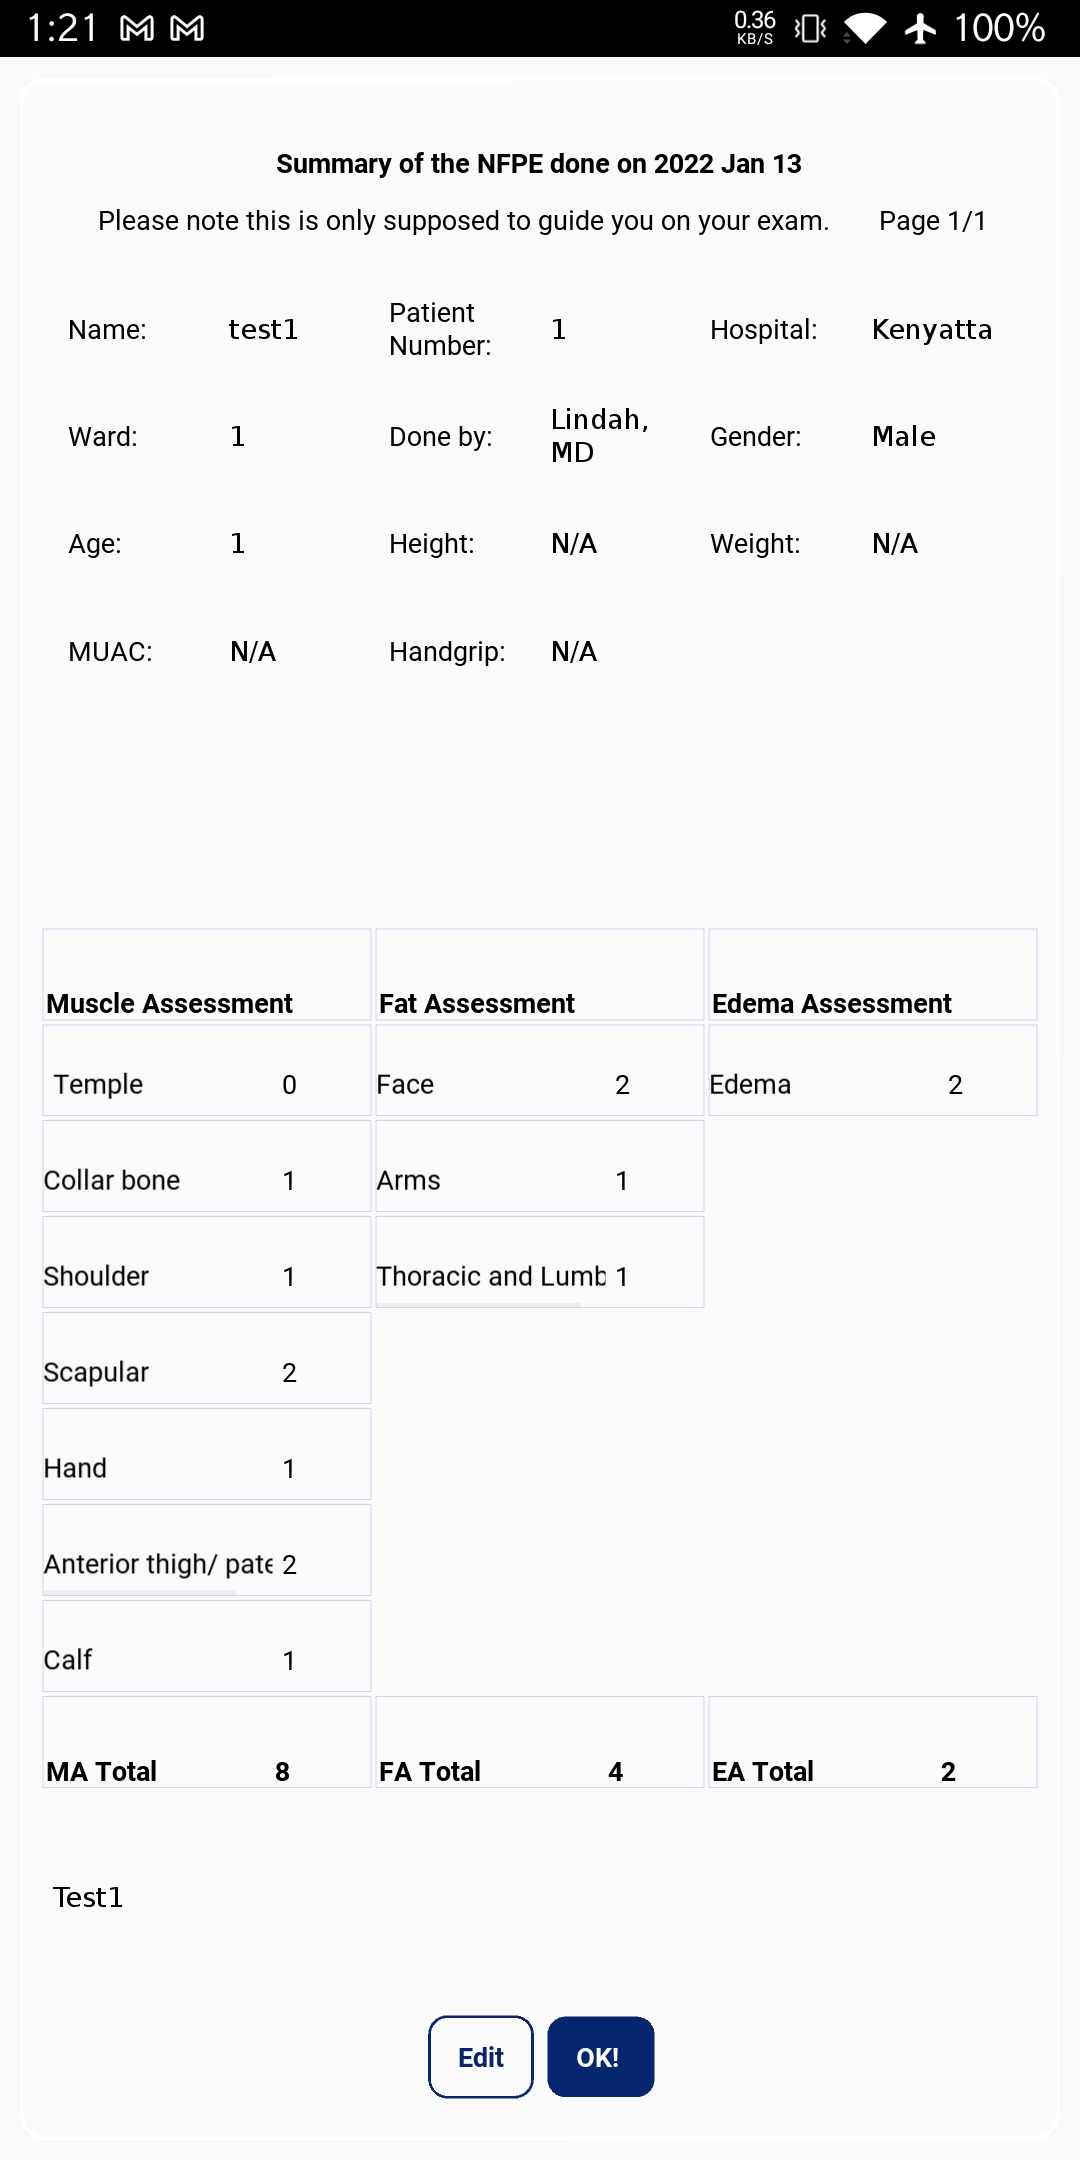 1:21 0.36 KB/S 100%
Summary of the NFPE done on 2022 Jan 13
Please note this is only supposed to guide you on your exam. Page 1/1
Name: test1 Patient Number: 1 Hospital: Kenyatta
Ward: 1 Done by: Lindah, MD Gender: Male
Age: 1 Height: N/A Weight: N/A
MUAC: N/A Handgrip: N/A
Muscle Assessment Fat Assessment Edema Assessment
Temple 0 Face 2 Edema 2
Collar bone 1 Arms 1
Shoulder 1 Thoracic and Lumb 1
Scapular 2
Hand 1
Anterior thigh/ pate 2
Calf 1
MA Total 8 FA Total 4 EA Total 2
Test1
Edit OK!